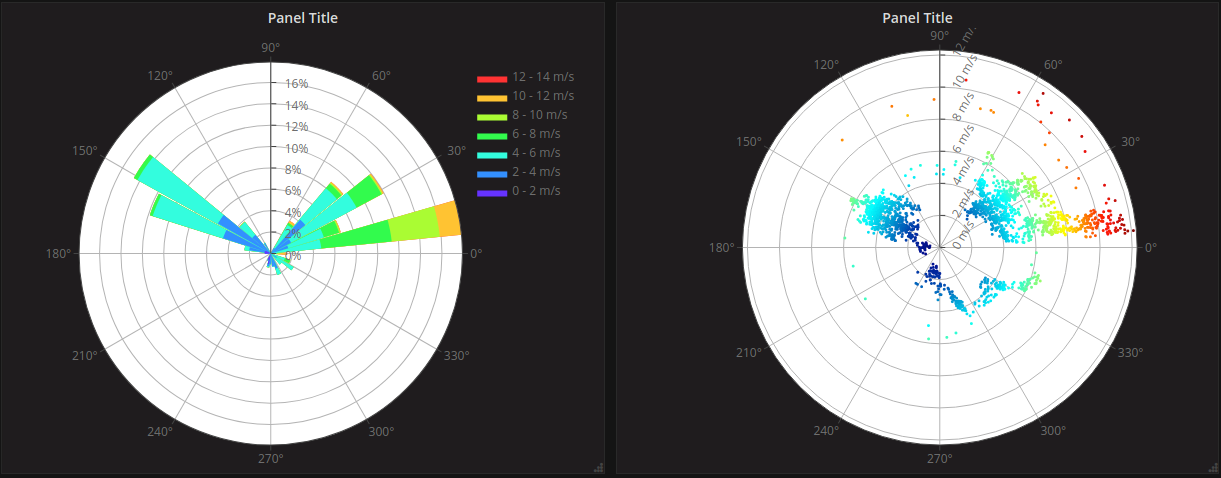 Panel Title
90°
120°
60°
150°
30°
180°
0°
210°
330°
240°
300°
270°
16%
14%
12%
10%
8%
6%
4%
2%
0%
12 - 14 m/s
10 - 12 m/s
8 - 10 m/s
6 - 8 m/s
4 - 6 m/s
2 - 4 m/s
0 - 2 m/s
Panel Title
90°
120°
60°
150°
30°
180°
0°
210°
330°
240°
300°
270°
12 m/
10 m/s
8 m/s
6 m/s
4 m/s
2 m/s
0 m/s